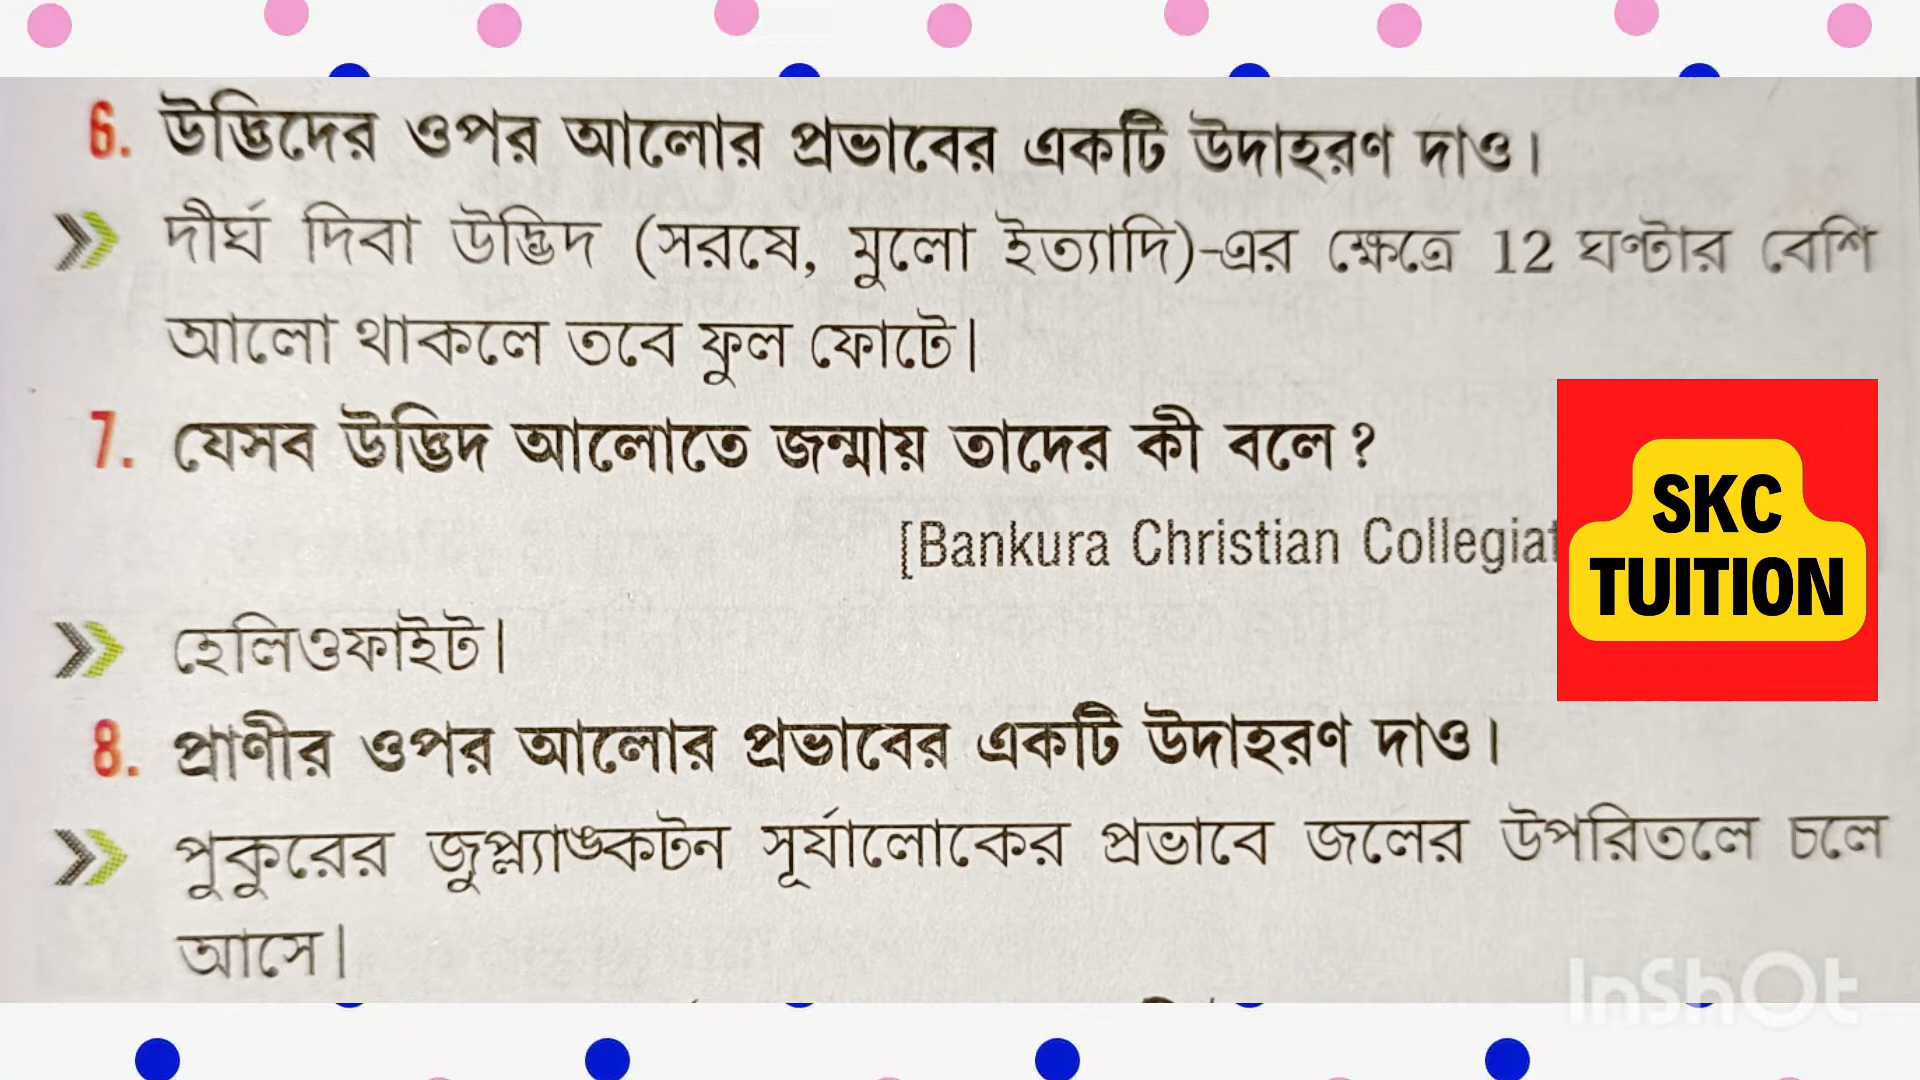 6. উদ্ভিদের ওপর আলোর প্রভাবের একটি উদাহরণ দাও।
দীর্ঘ দিবা উদ্ভিদ (সরষে, মুলো ইত্যাদি)-এর ক্ষেত্রে 12 ঘণ্টার বেশি
আলো থাকলে তবে ফুল ফোটে।
7. যেসব উদ্ভিদ আলোতে জন্মায় তাদের কী বলে?
[Bankura Christian
হেলিওফাইট।
8. প্রাণীর ওপর আলোর প্রভাবের একটি উদাহরণ দাও।
পুকুরের জুপ্ল্যাঙ্কটন সূর্যালোকের প্রভাবে জলের উপরিতলে চলে
আসে।
SKC
TUITION
InShOt